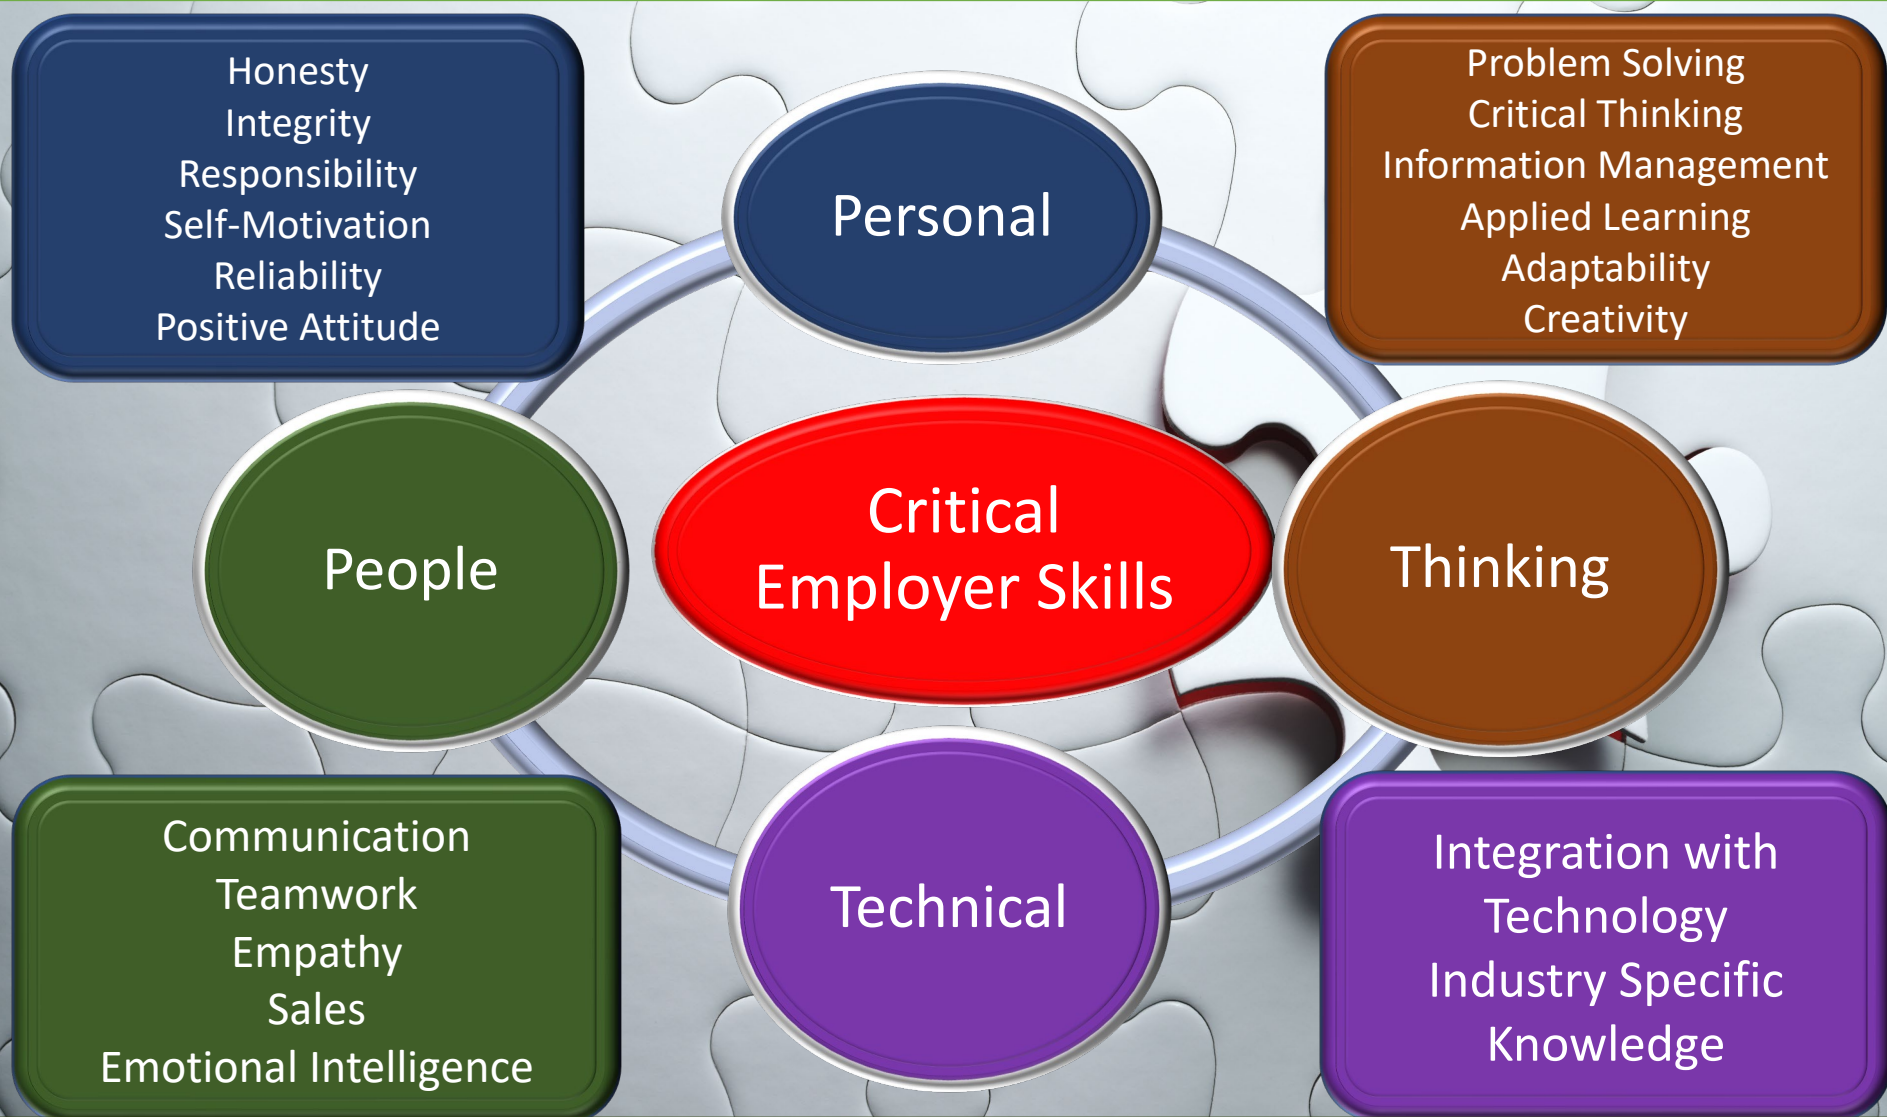 Honesty
Integrity
Responsibility
Self-Motivation
Reliability
Positive Attitude
Personal
Problem Solving
Critical Thinking
Information Management
Applied Learning
Adaptability
Creativity
People
Critical
Employer Skills
Thinking
Communication
Teamwork
Empathy
Sales
Emotional Intelligence
Technical
Integration with
Technology
Industry Specific
Knowledge